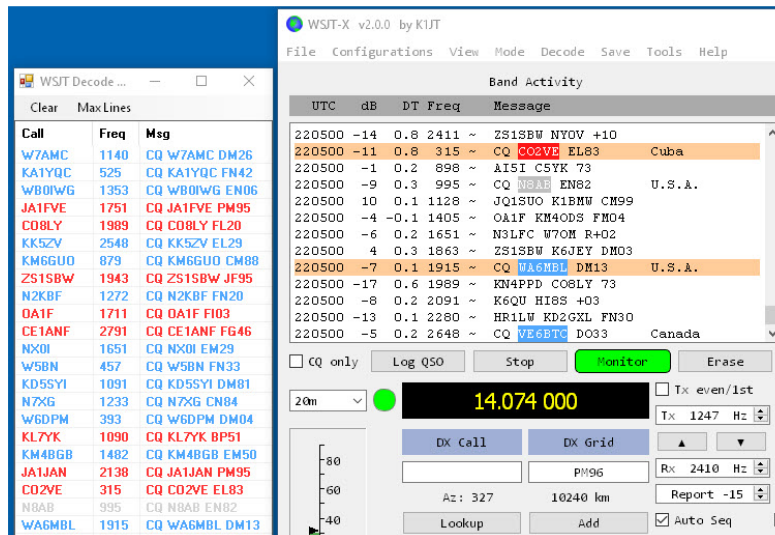 WSJT-X v2.0.0 by K1JT
File Configurations View Mode Decode Save Tools Help
WSJT Decode ...
Clear Max Lines
Call Freq Msg
W7AMC 1140 CQ W7AMC DM26
KA1YQC 525 CQ KA1YQC FN42
WB0IWG 1353 CQ WB0IWG EN06
JA1FVE 1751 CQ JA1FVE PM95
CO8LY 1989 CQ CO8LY FL20
KK5ZV 2548 CQ KK5ZV EL29
KM6GUO 879 CQ KM6GUO CM88
ZS1SBW 1943 CQ ZS1SBW JF95
N2KBF 1272 CQ N2KBF FN20
OA1F 1711 CQ OA1F FI03
CE1ANF 2791 CQ CE1ANF FG46
NX0I 1651 CQ NX0I EM29
W5BN 457 CQ W5BN FN33
KD5SYI 1091 CQ KD5SYI DM81
N7XG 1233 CQ N7XG CN84
W6DPM 393 CQ W6DPM DM04
KL7YK 1090 CQ KL7YK BP51
KM4BGB 1482 CQ KM4BGB EM50
JA1JAN 2138 CQ JA1JAN PM95
CO2VE 315 CQ CO2VE EL83
N8AB 995 CQ N8AB EN82
WA6MBL 1915 CQ WA6MBL DM13
Band Activity
UTC dB DT Freq Message
220500 -14 0.8 2411 ~ ZS1SBW NY0V +10
220500 -11 0.8 315 ~ CQ CO2VE EL83 Cuba
220500 -1 0.2 898 ~ AI5I C5YK 73
220500 -9 0.3 995 ~ CQ N8AB EN82 U.S.A.
220500 10 0.1 1128 ~ JQ1SUO K1BMW CM99
220500 -4 -0.1 1405 ~ OA1F KM4ODS FM04
220500 -6 0.2 1651 ~ N3LFC W7OM R+02
220500 4 0.3 1863 ~ ZS1SBW K6JEY DM03
220500 -7 0.1 1915 ~ CQ WA6MBL DM13 U.S.A.
220500 -17 0.6 1989 ~ KN4PPD CO8LY 73
220500 -8 0.2 2091 ~ K6QU HI8S +03
220500 -13 0.1 2280 ~ HR1LW KD2GXL FN30
220500 -5 0.2 2648 ~ CQ VE6BTC DO33 Canada
CQ only Log QSO Stop Monitor Erase
20m 14.074 000 Tx even/1st
Tx 1247 Hz
DX Call DX Grid
80
PM96 Rx 2410 Hz
60
Az: 327 10240 km Report -15
40
Lookup Add Auto Seq